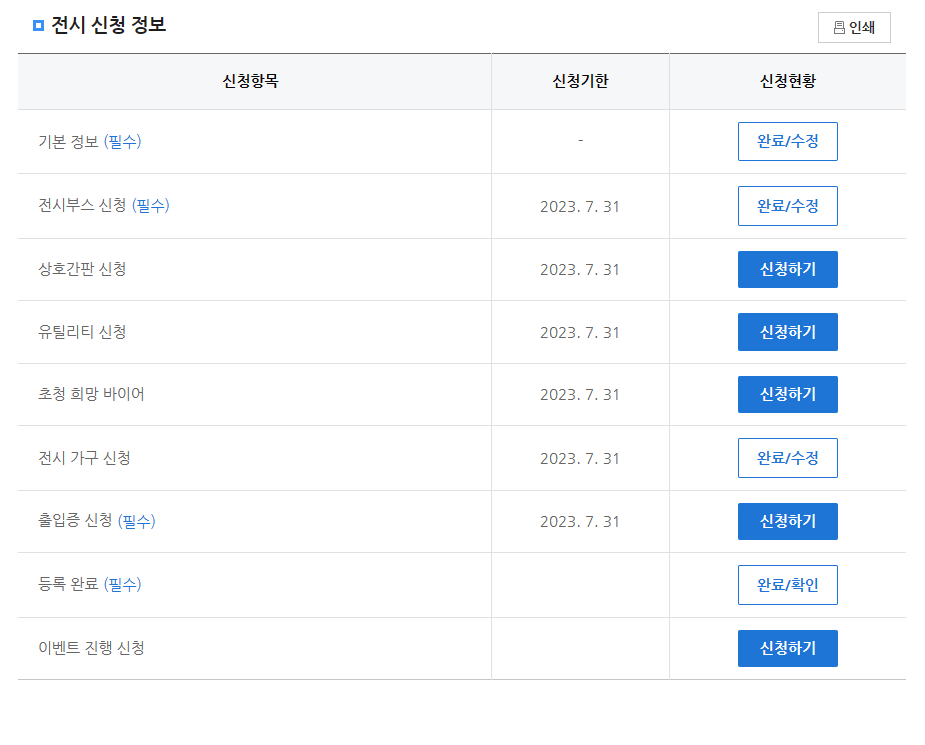 전시 신청 정보
인쇄
신청항목 신청기한 신청현황
기본 정보 (필수) - 완료/수정
전시부스 신청 (필수) 2023. 7. 31 완료/수정
상호간판 신청 2023. 7. 31 신청하기
유틸리티 신청 2023. 7. 31 신청하기
초청 희망 바이어 2023. 7. 31 신청하기
전시 가구 신청 2023. 7. 31 완료/수정
출입증 신청 (필수) 2023. 7. 31 신청하기
등록 완료 (필수) 완료/확인
이벤트 진행 신청 신청하기